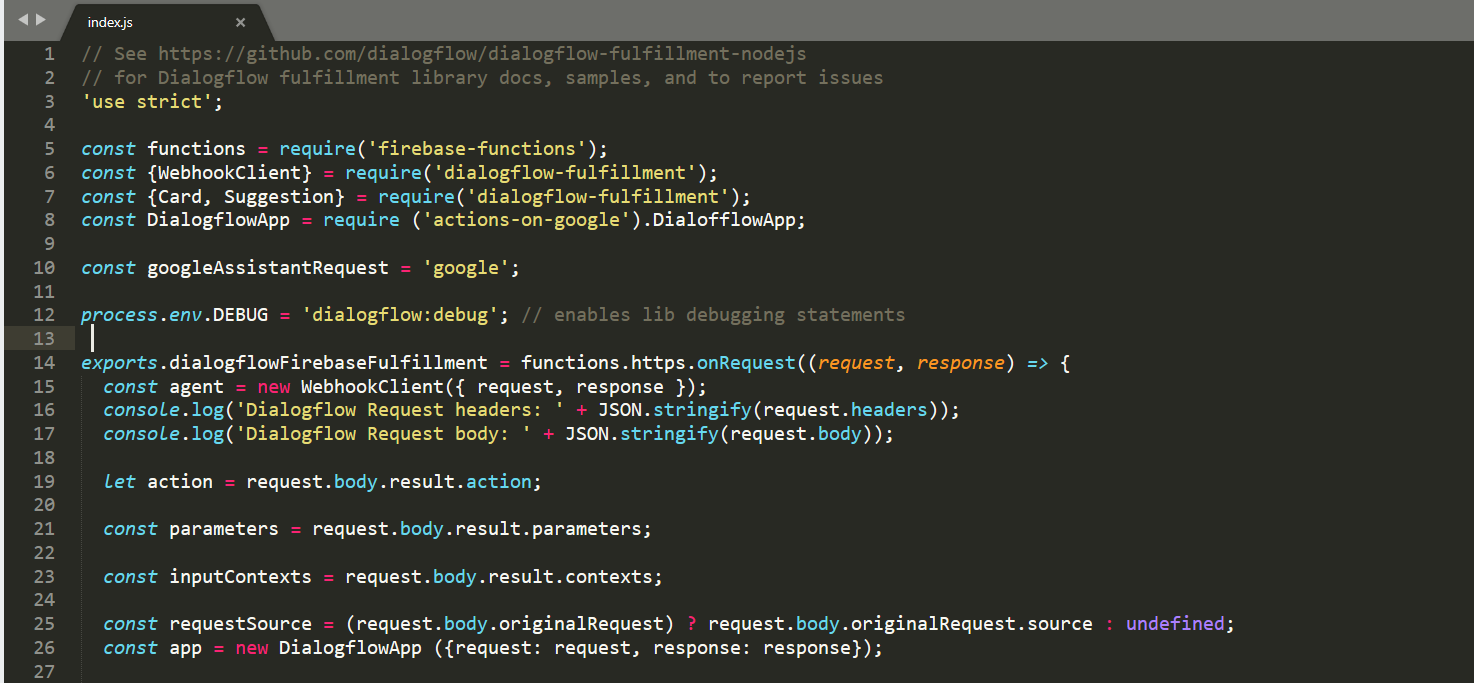 index.js
1 // See https://github.com/dialogflow/dialogflow-fulfillment-nodejs
2 // for Dialogflow fulfillment library docs, samples, and to report issues
3 'use strict';
4
5 const functions = require('firebase-functions');
6 const {WebhookClient} = require('dialogflow-fulfillment');
7 const {Card, Suggestion} = require('dialogflow-fulfillment');
8 const DialogflowApp = require ('actions-on-google').DialofflowApp;
9
10 const googleAssistantRequest = 'google';
11
12 process.env.DEBUG = 'dialogflow:debug'; // enables lib debugging statements
13
14 exports.dialogflowFirebaseFulfillment = functions.https.onRequest((request, response) => {
15 const agent = new WebhookClient({ request, response });
16 console.log('Dialogflow Request headers: ' + JSON.stringify(request.headers));
17 console.log('Dialogflow Request body: ' + JSON.stringify(request.body));
18
19 let action = request.body.result.action;
20
21 const parameters = request.body.result.parameters;
22
23 const inputContexts = request.body.result.contexts;
24
25 const requestSource = (request.body.originalRequest) ? request.body.originalRequest.source : undefined;
26 const app = new DialogflowApp ({request: request, response: response});
27